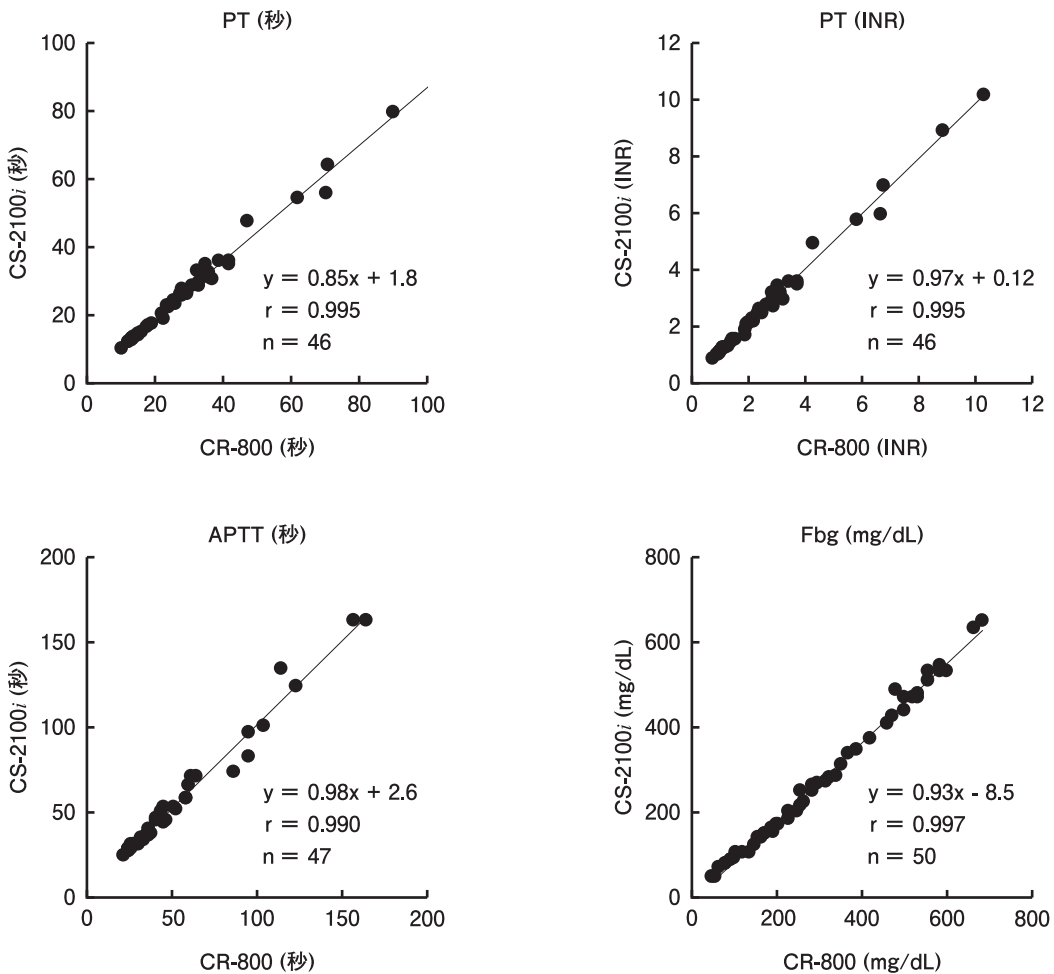 PT (秒)
100
80
60
40
20
0
CS-2100i (秒)
y = 0.85x + 1.8
r = 0.995
n = 46
0 20 40 60 80 100
CR-800 (秒)
PT (INR)
12
10
8
6
4
2
0
CS-2100i (INR)
y = 0.97x + 0.12
r = 0.995
n = 46
0 2 4 6 8 10 12
CR-800 (INR)
APTT (秒)
200
150
100
50
0
CS-2100i (秒)
y = 0.98x + 2.6
r = 0.990
n = 47
0 50 100 150 200
CR-800 (秒)
Fbg (mg/dL)
800
600
400
200
0
CS-2100i (mg/dL)
y = 0.93x - 8.5
r = 0.997
n = 50
0 200 400 600 800
CR-800 (mg/dL)